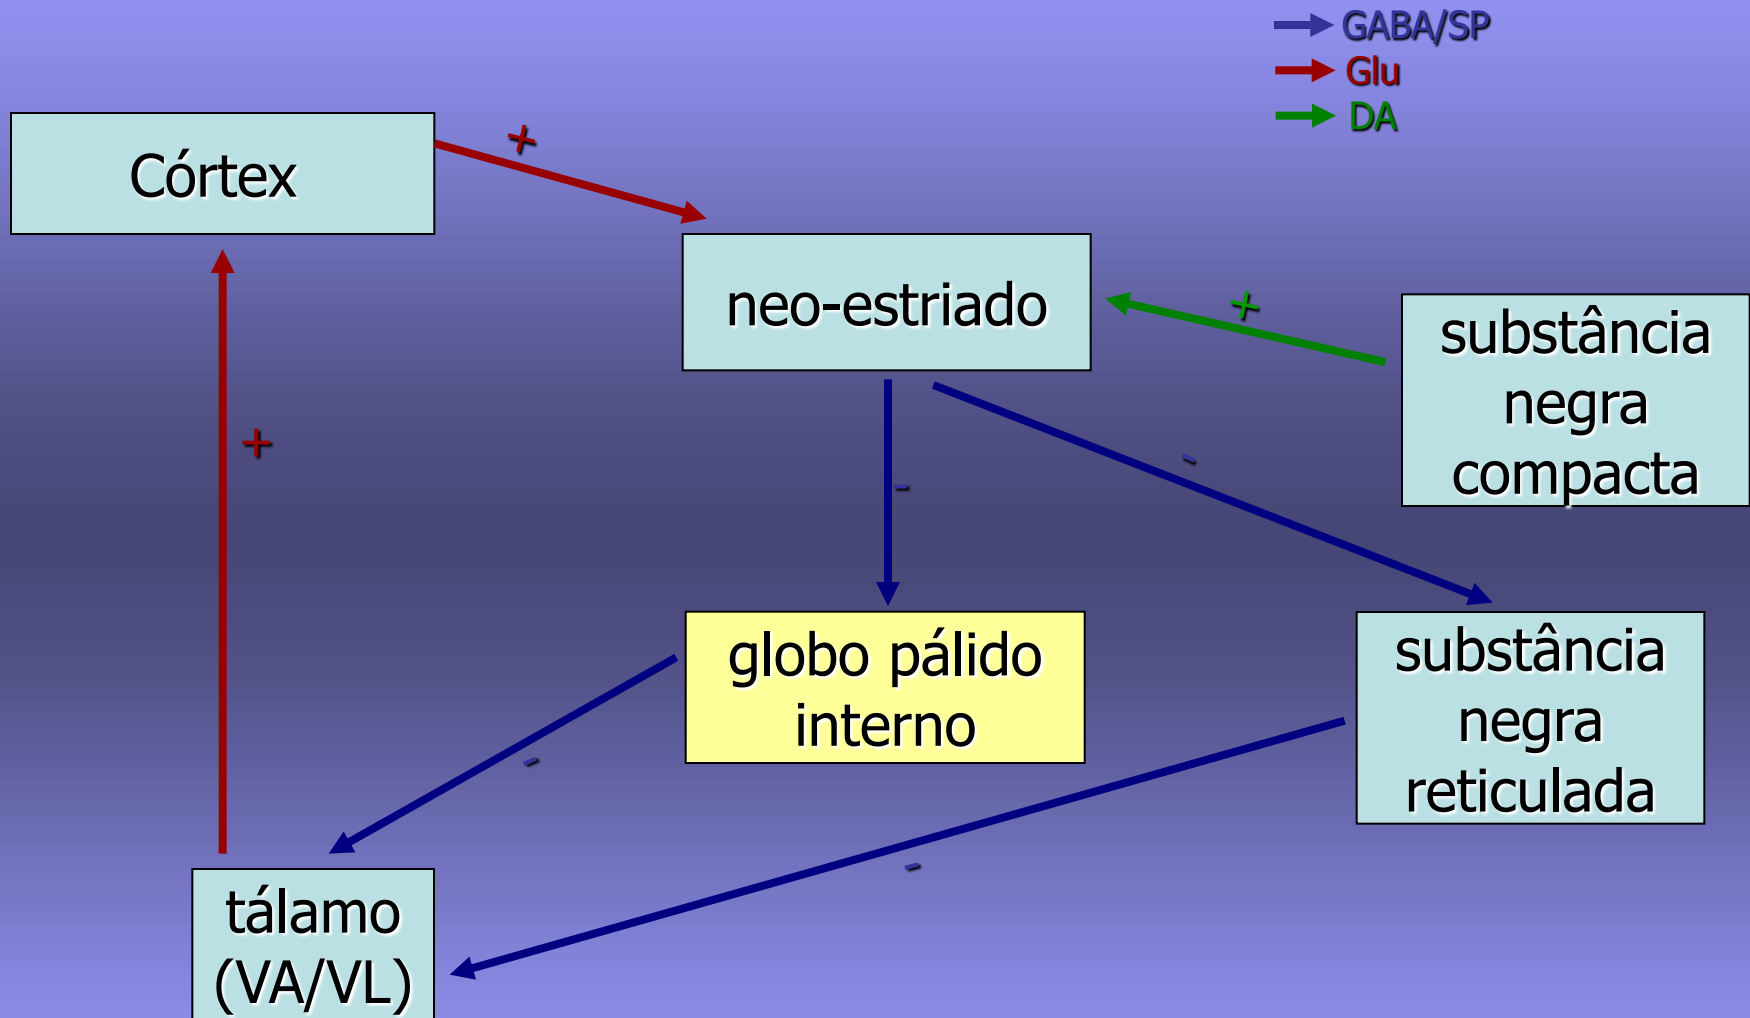 GABA/SP
Glu
DA
Córtex
+
neo-estriado
+
substância
negra
compacta
+
-
-
globo pálido
interno
substância
negra
reticulada
-
-
tálamo
(VA/VL)